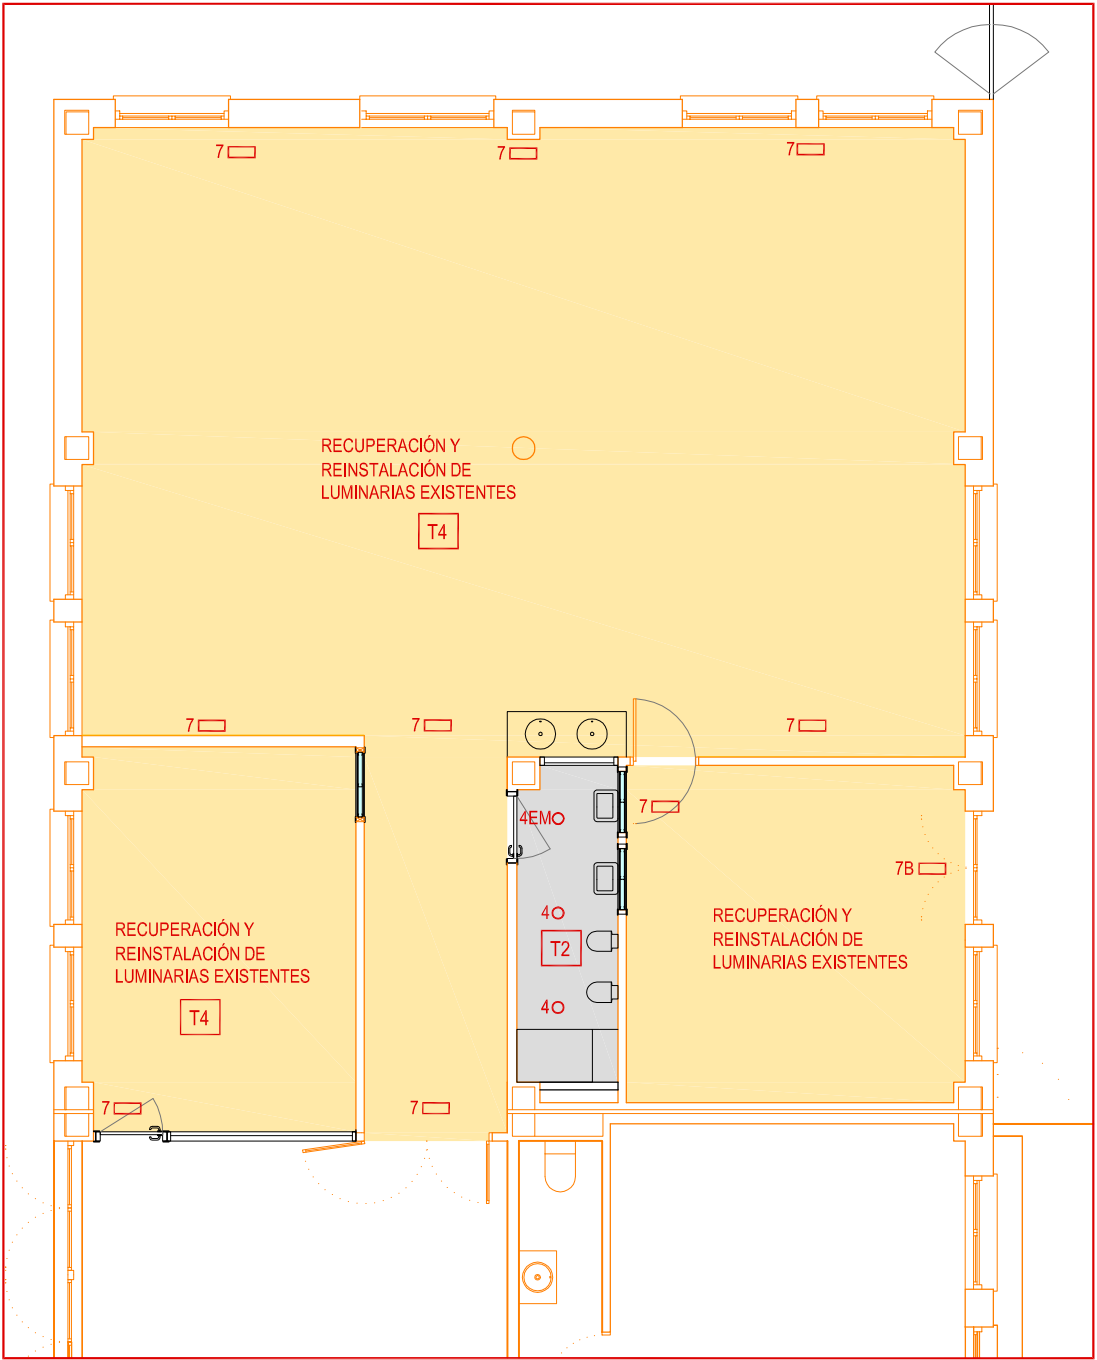 7
7
7
RECUPERACIÓN Y
REINSTALACIÓN DE
LUMINARIAS EXISTENTES
T4
7
7
7
7
4EM
7B
4
RECUPERACIÓN Y
REINSTALACIÓN DE
LUMINARIAS EXISTENTES
T4
T2
RECUPERACIÓN Y
REINSTALACIÓN DE
LUMINARIAS EXISTENTES
4
7
7